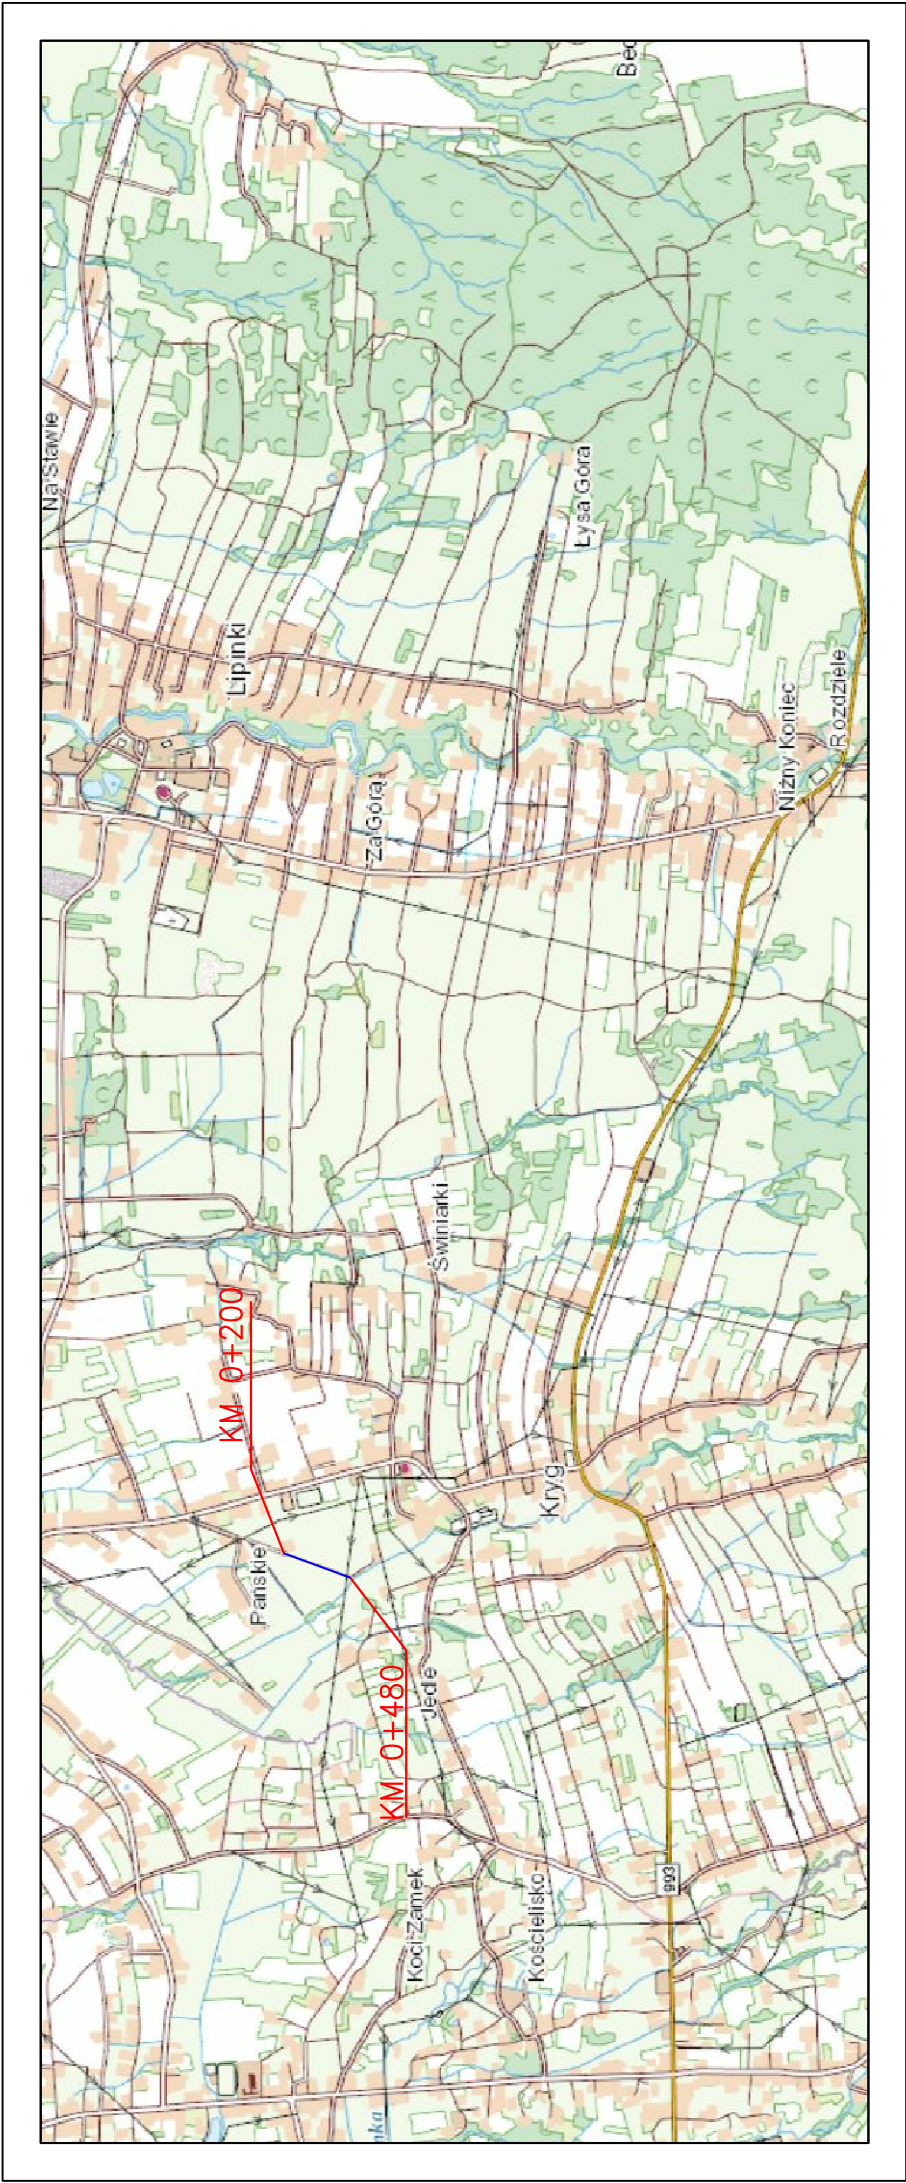 Na Stawie
Lipinki
Łysa Góra
Za Górą
Niżny Koniec
Rozdziele
Świniarki
KM 0+200
Kryg
Pańskie
KM 0+480
Jedle
Koci Zamek
Kościelisko
993